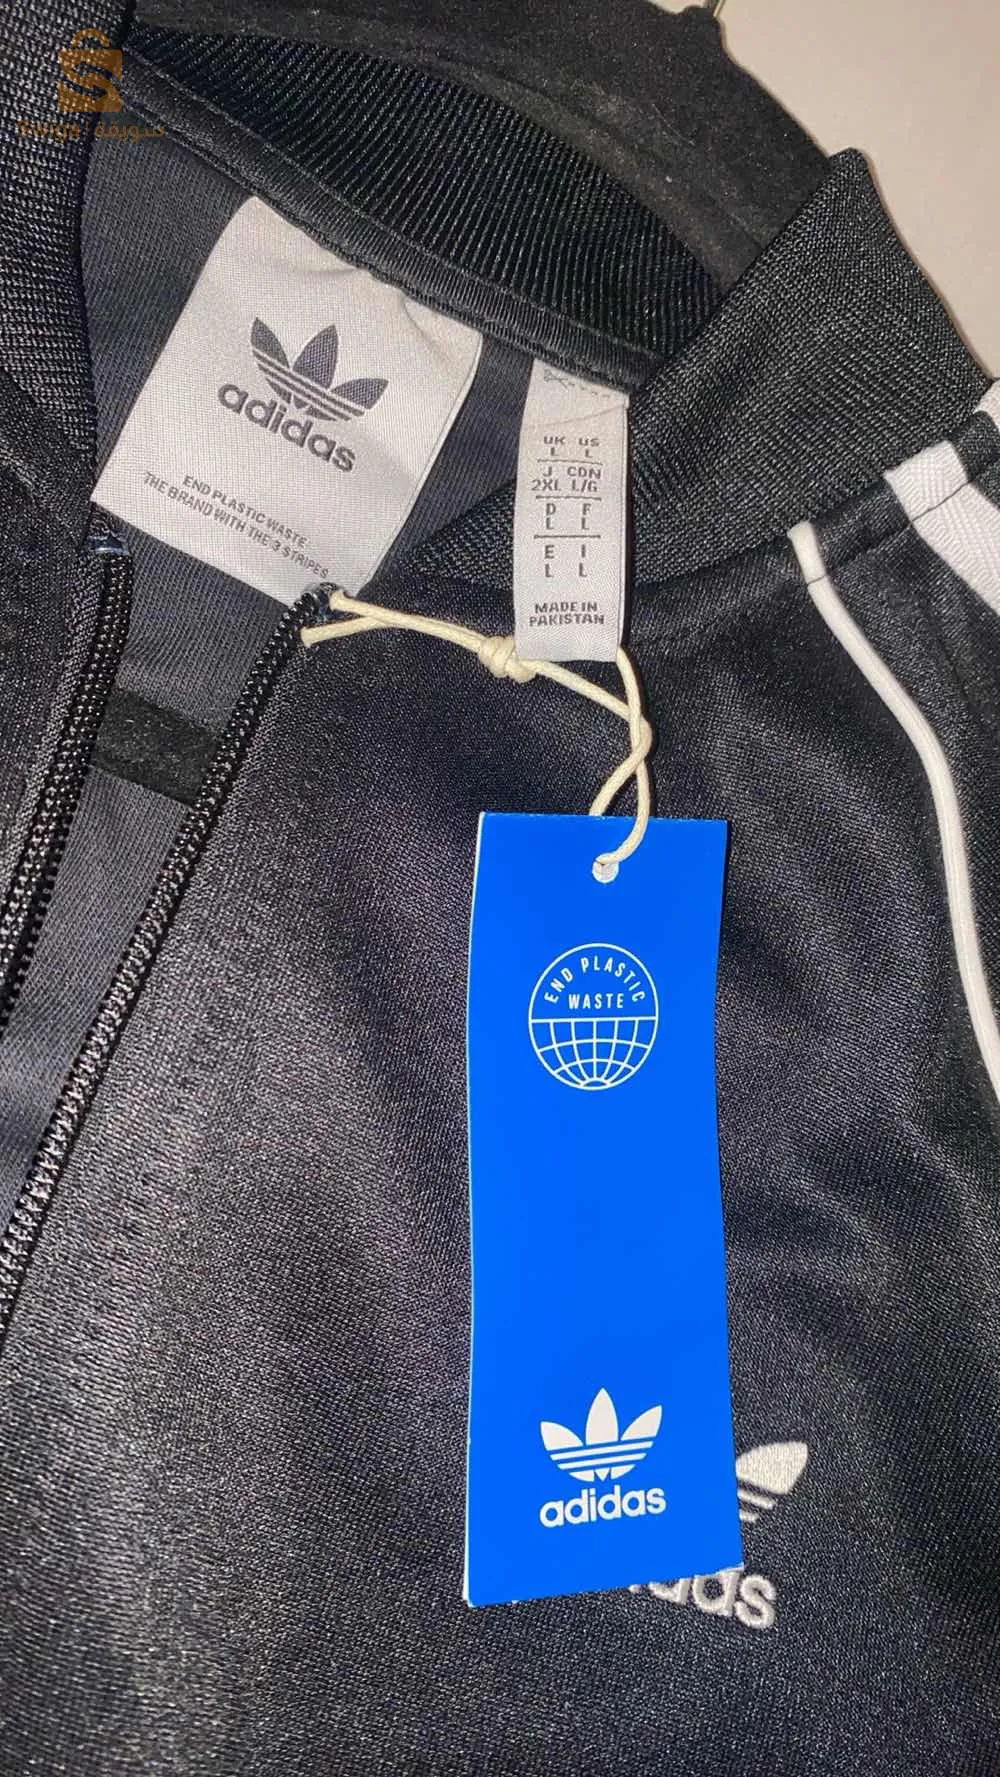 Swiqa سويقة
adidas
END PLASTIC WASTE
THE BRAND WITH THE 3 STRIPES
UK US
L L
J CDN
2XL L/G
D F
L L
E I
L L
MADE IN
PAKISTAN
END PLASTIC
WASTE
adidas
das